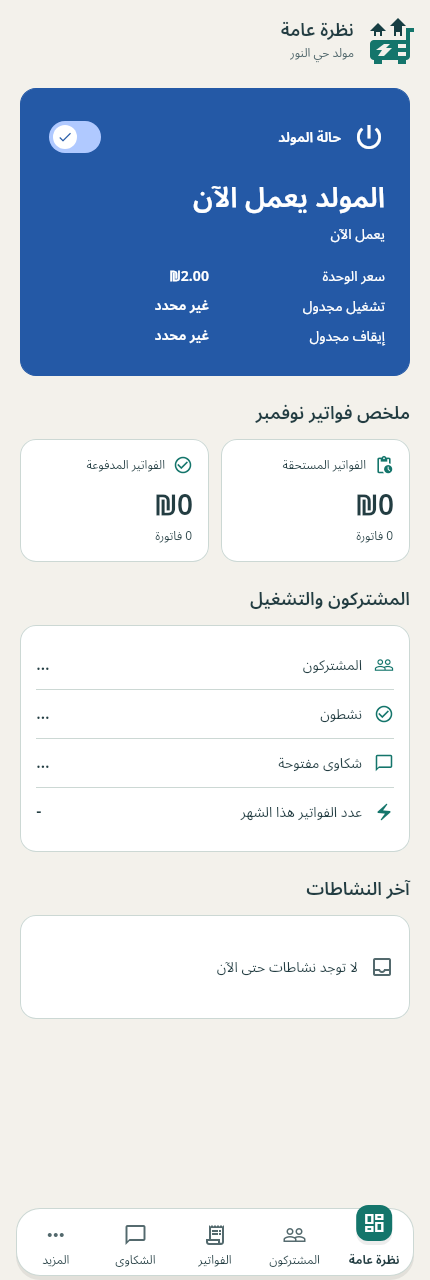 نظرة عامة
مولد حي النور
حالة المولد
المولد يعمل الآن
يعمل الآن
سعر الوحدة ₪2.00
تشغيل مجدول غير محدد
إيقاف مجدول غير محدد
ملخص فواتير نوفمبر
الفواتير المستحقة
₪0
0 فاتورة
الفواتير المدفوعة
₪0
0 فاتورة
المشتركون والتشغيل
المشتركون ...
نشطون ...
شكاوى مفتوحة ...
عدد الفواتير هذا الشهر -
آخر النشاطات
لا توجد نشاطات حتى الآن
نظرة عامة
المشتركون
الفواتير
الشكاوى
المزيد